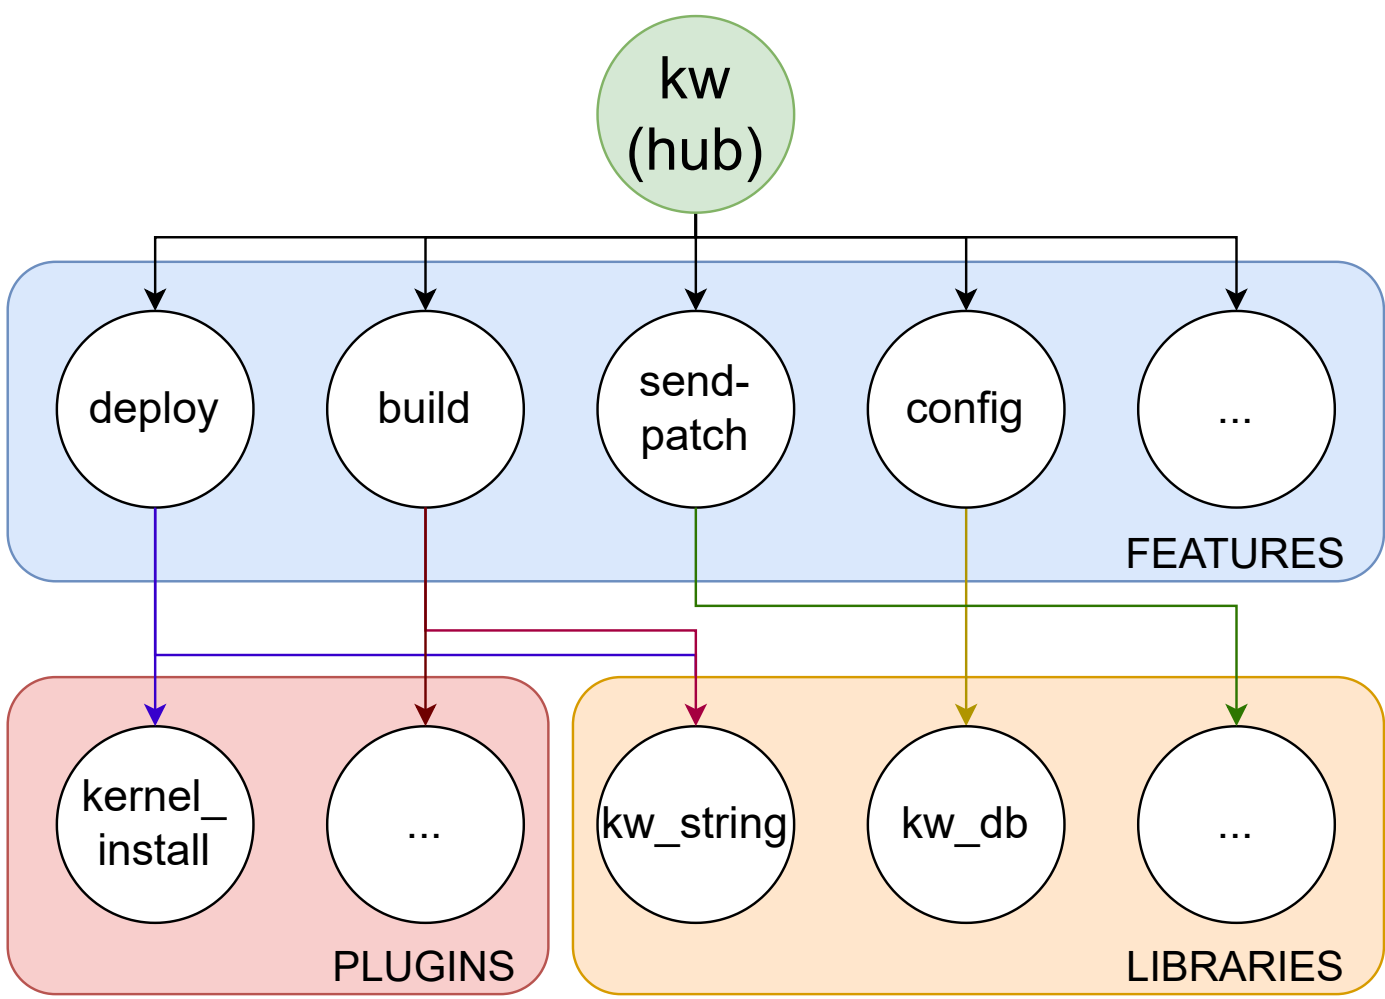 kw
(hub)
deploy
build
send-
patch
config
...
FEATURES
kernel_
install
...
kw_string
kw_db
...
PLUGINS
LIBRARIES